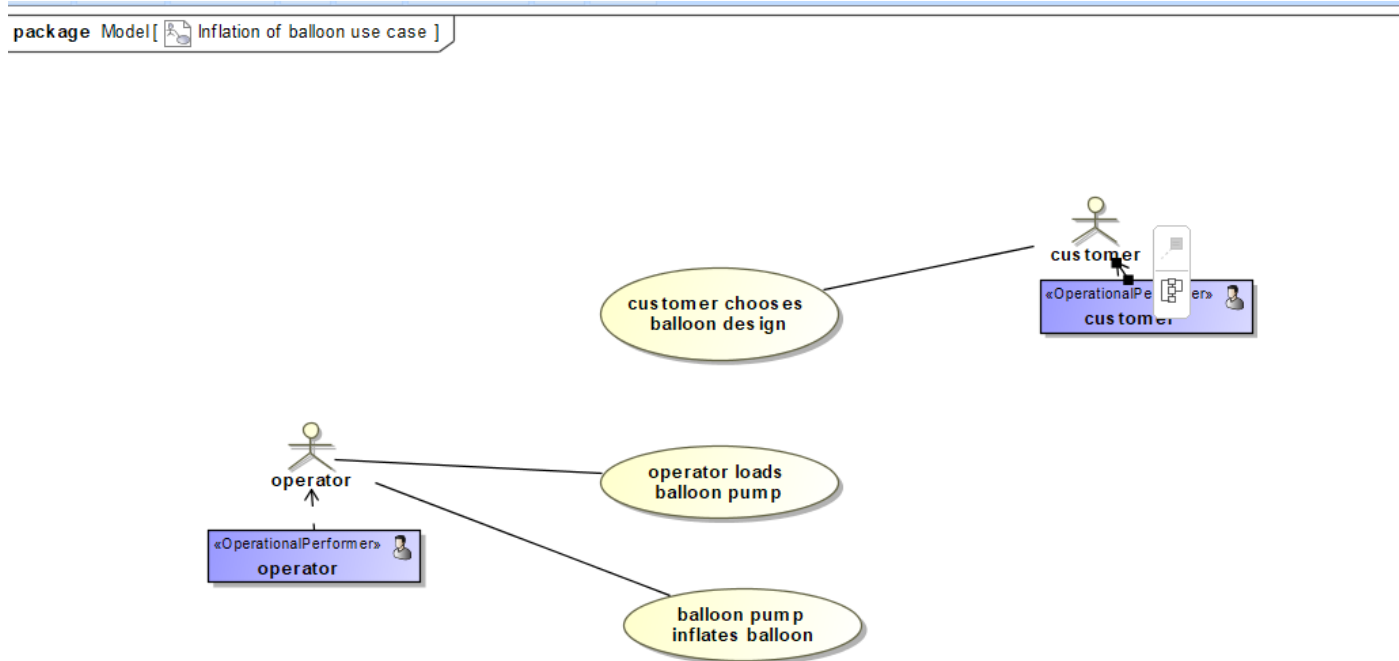 package Model [ Inflation of balloon use case ]
customer
«OperationalPe er»
customer
customer chooses
balloon design
operator
«OperationalPerformer»
operator
operator loads
balloon pump
balloon pump
inflates balloon